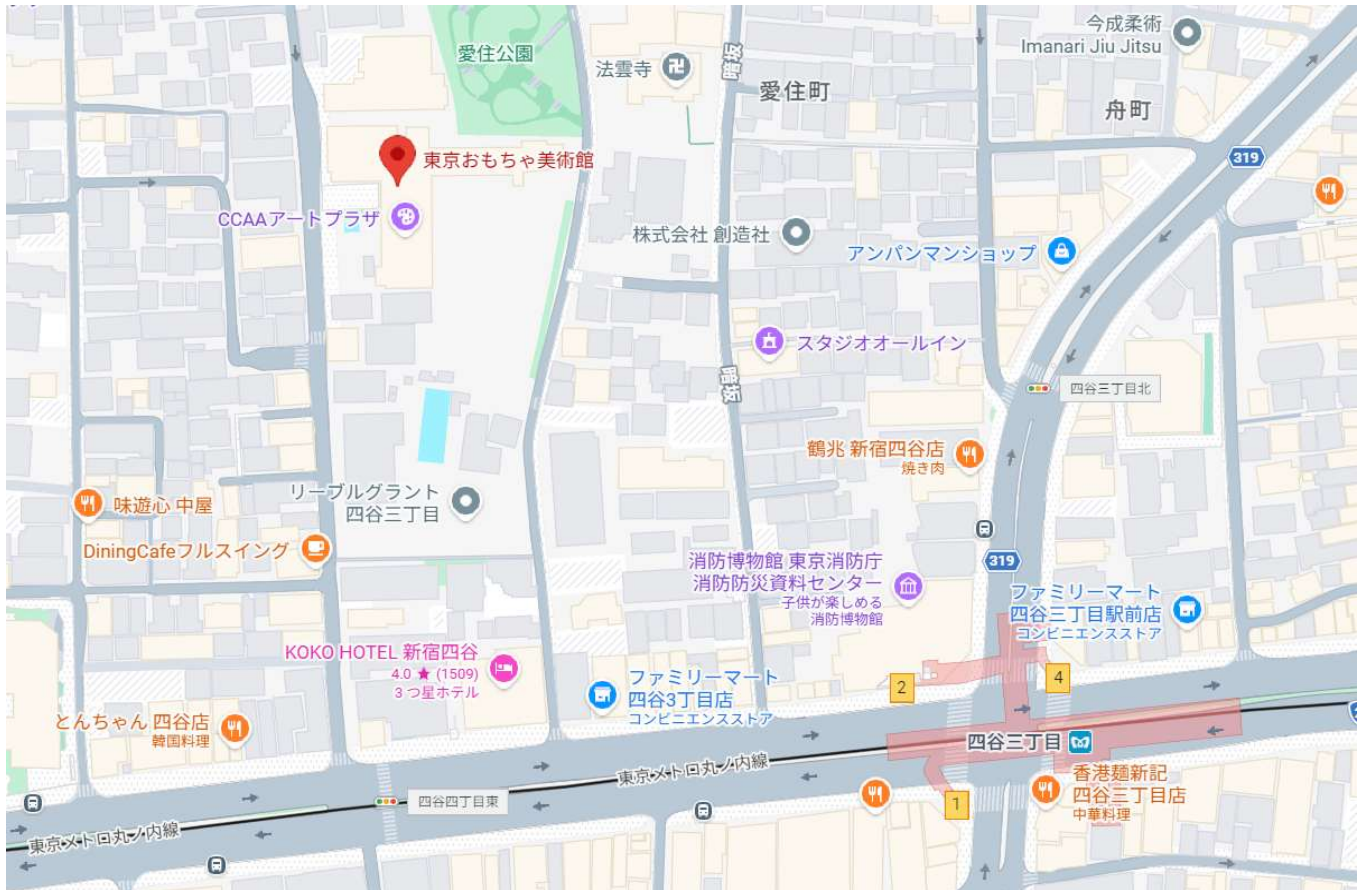 今成柔術
Imanari Jiu Jitsu
愛住公園
法雲寺
暗坂
愛住町
舟町
319
東京おもちゃ美術館
CCAAアートプラザ
株式会社 創造社
アンパンマンショップ
スタジオオールイン
暗坂
四谷三丁目北
鶴兆 新宿四谷店
焼き肉
リーブルグラント
四谷三丁目
味遊心 中屋
DiningCafeフルスイング
消防博物館 東京消防庁
消防防災資料センター
子供が楽しめる
消防博物館
319
ファミリーマート
四谷三丁目駅前店
コンビニエンスストア
KOKO HOTEL 新宿四谷
4.0 ★ (1509)
3 つ星ホテル
ファミリーマート
四谷3丁目店
コンビニエンスストア
2
4
とんちゃん 四谷店
韓国料理
四谷三丁目
東京メトロ丸ノ内線
香港麺新記
四谷三丁目店
中華料理
四谷四丁目東
1
東京メトロ丸ノ内線